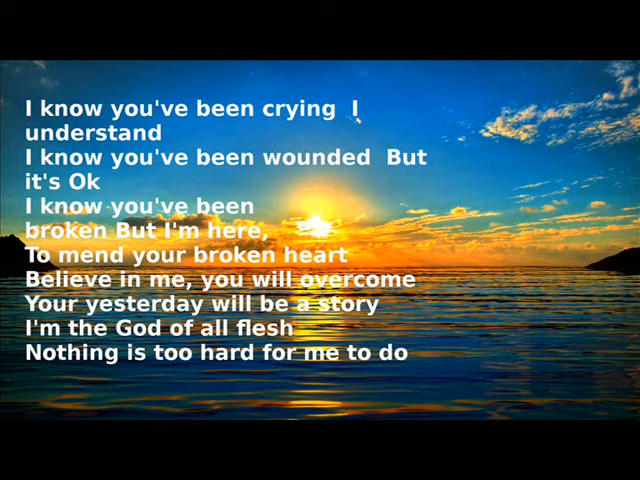 I know you've been crying  I
understand
I know you've been wounded  But
it's Ok
I know you've been
broken But I'm here,
To mend your broken heart
Believe in me, you will overcome
Your yesterday will be a story
I'm the God of all flesh
Nothing is too hard for me to do